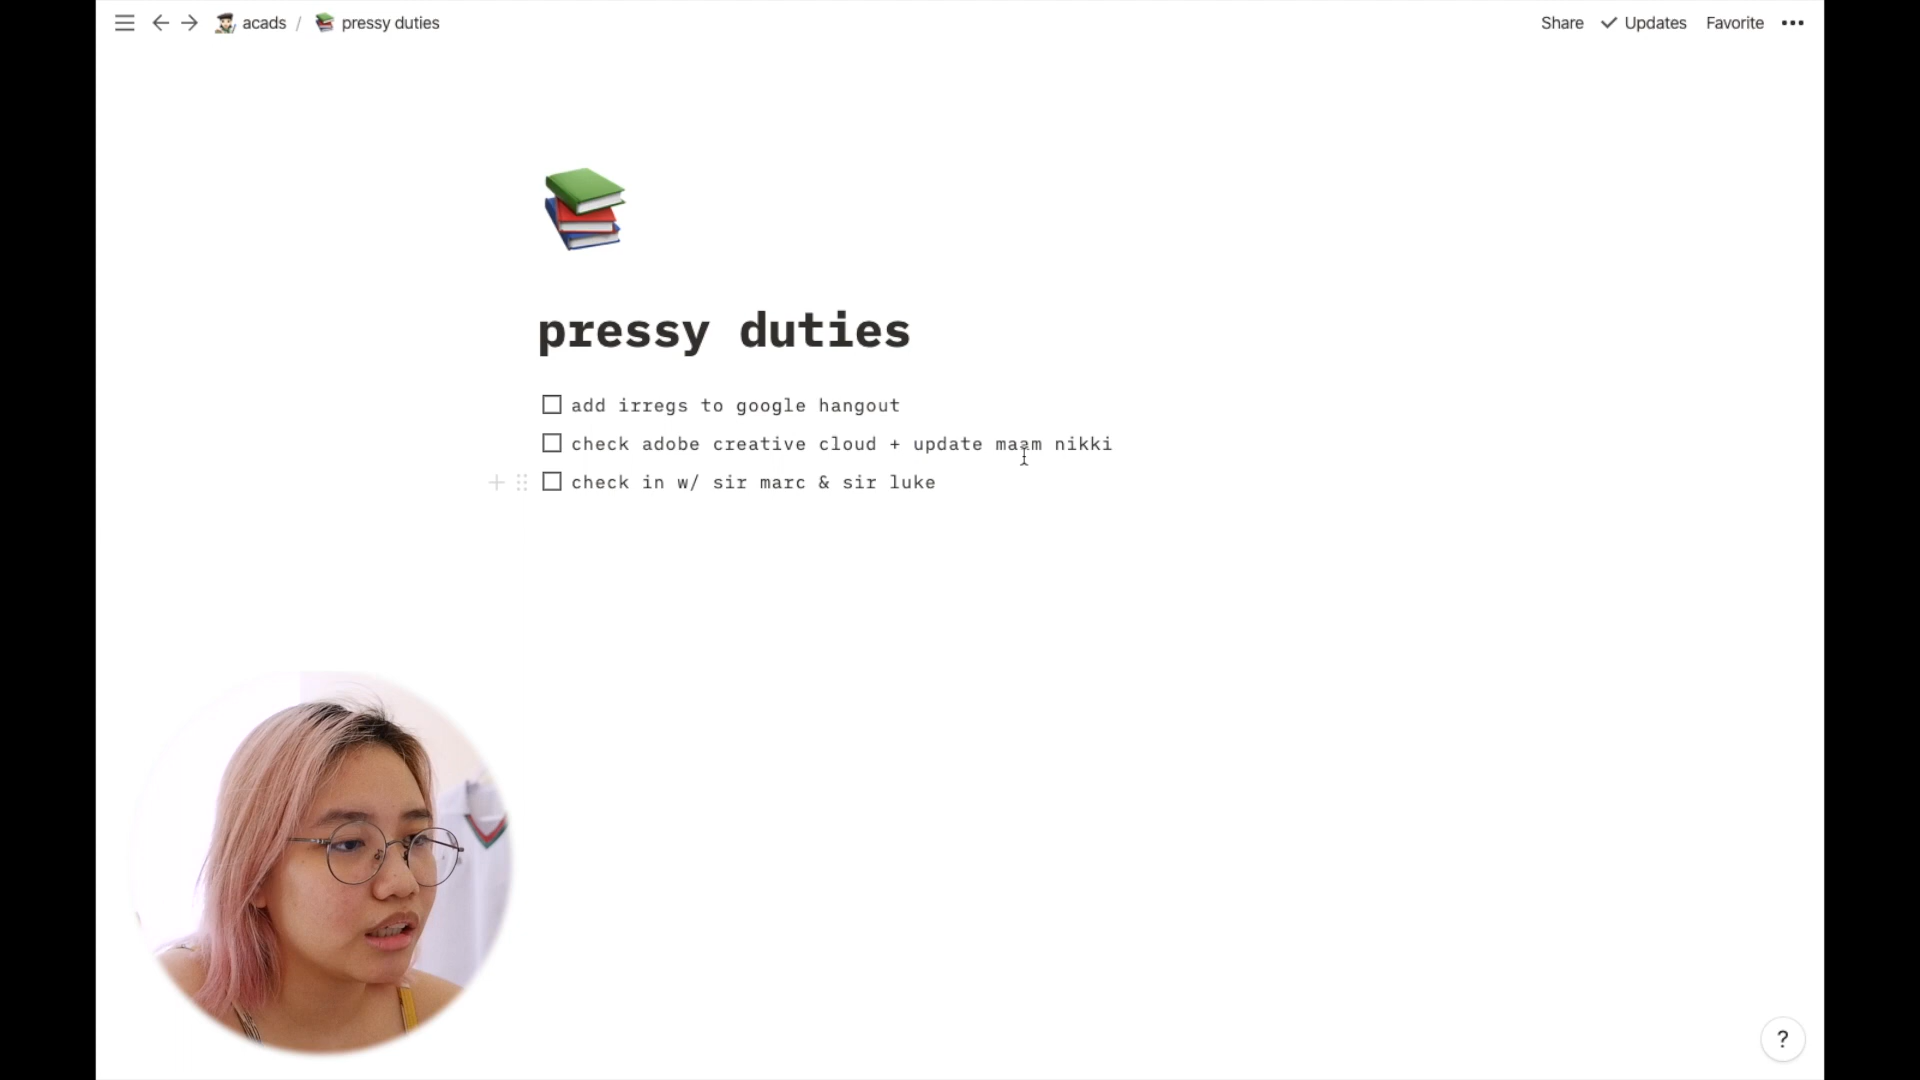 acads / pressy duties
Share Updates Favorite
pressy duties
add irregs to google hangout
check adobe creative cloud + update maam nikki
check in w/ sir marc & sir luke
?